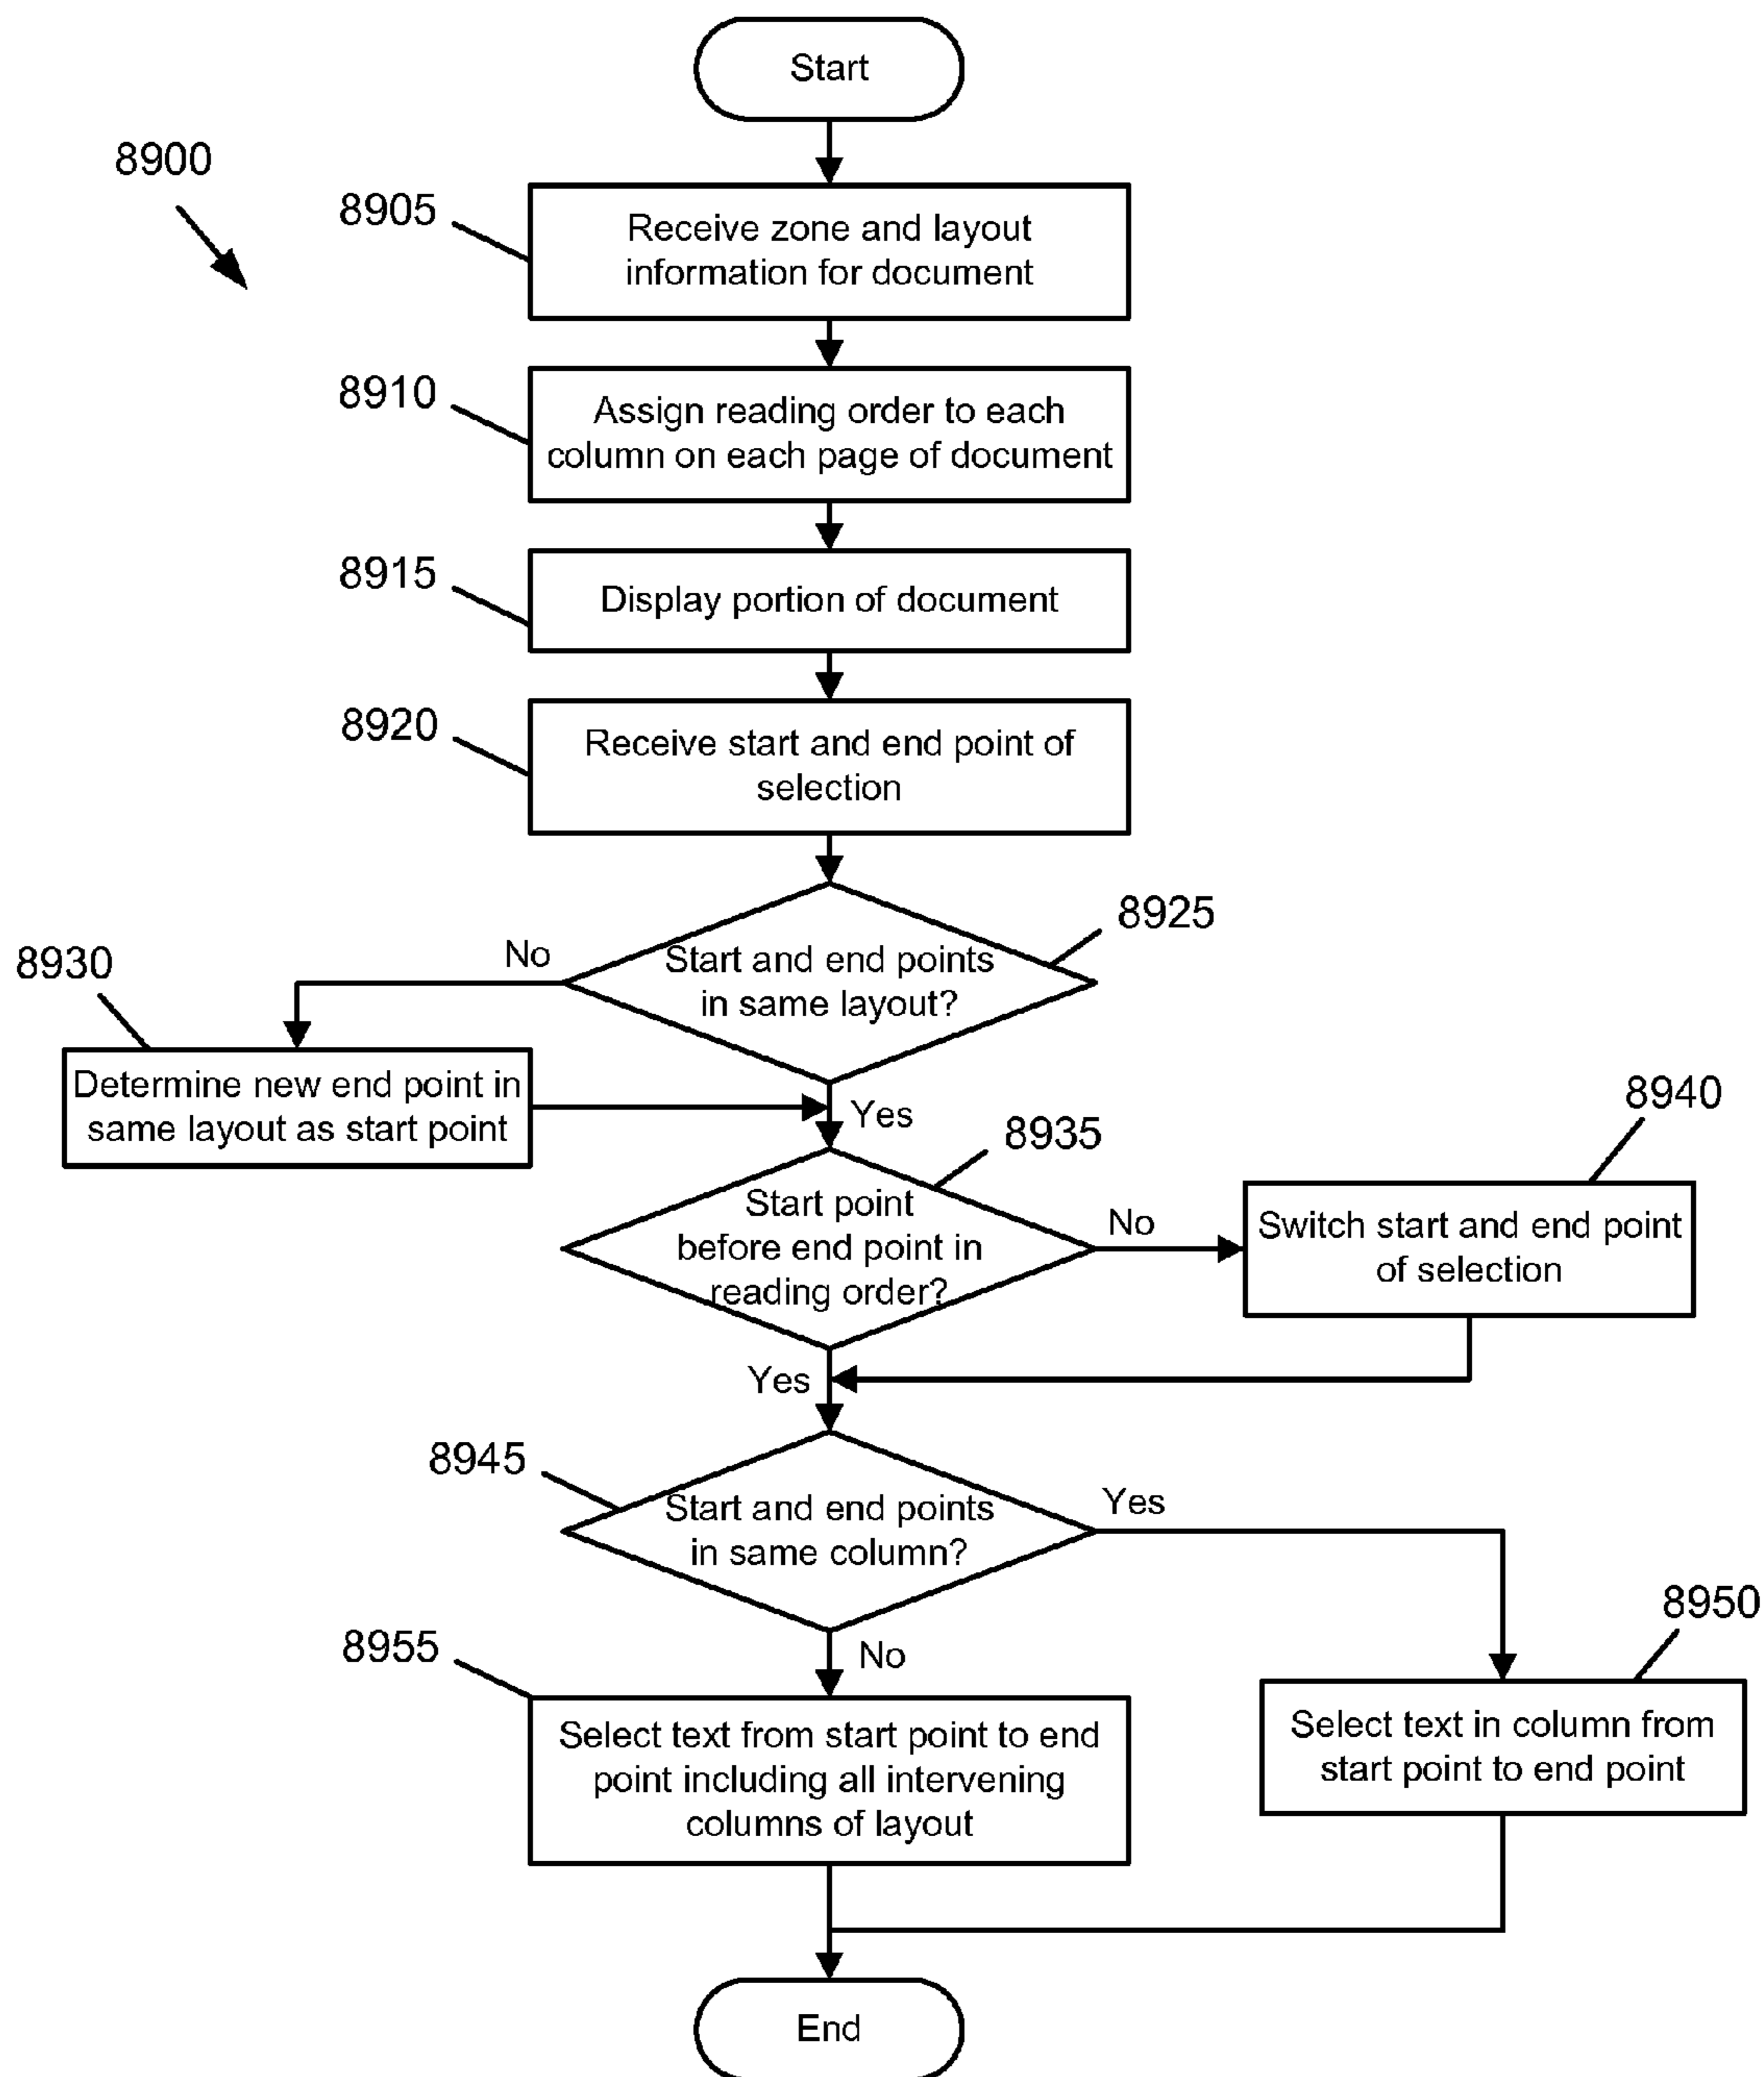 Start
8900
8905
Receive zone and layout
information for document
8910
Assign reading order to each
column on each page of document
8915
Display portion of document
8920
Receive start and end point of
selection
8925
Start and end points
in same layout?
No
8930
Determine new end point in
same layout as start point
Yes
8935
Start point
before end point in
reading order?
No
8940
Switch start and end point
of selection
Yes
8945
Start and end points
in same column?
Yes
8950
Select text in column from
start point to end point
No
8955
Select text from start point to end
point including all intervening
columns of layout
End